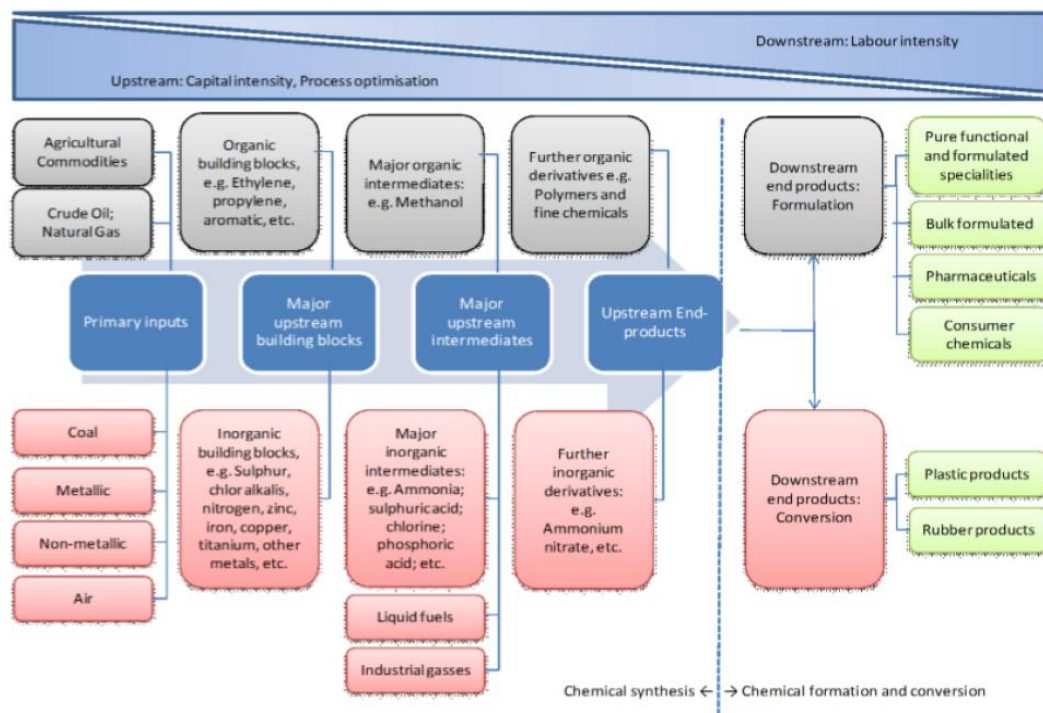 Downstream: Labour intensity
Upstream: Capital intensity, Process optimisation
Agricultural
Commodities
Crude Oil;
Natural Gas
Organic
building blocks,
e.g. Ethylene,
propylene,
aromatic, etc.
Major organic
intermediates:
e.g. Methanol
Further organic
derivatives e.g.
Polymers and
fine chemicals
Downstream
end products:
Formulation
Pure functional
and formulated
specialities
Bulk formulated
Pharmaceuticals
Consumer
chemicals
Primary inputs
Major
upstream
building blocks
Major
upstream
intermediates
Upstream End-
products
Coal
Metallic
Non-metallic
Air
Inorganic
building blocks,
e.g. Sulphur,
chlor alkalis,
nitrogen, zinc,
iron, copper,
titanium, other
metals, etc.
Major
inorganic
intermediates:
e.g. Ammonia;
sulphuric acid;
chlorine;
phosphoric
acid; etc.
Liquid fuels
Industrial gasses
Further
inorganic
derivatives:
e.g.
Ammonium
nitrate, etc.
Downstream
end products:
Conversion
Plastic products
Rubber products
Chemical synthesis ← → Chemical formation and conversion